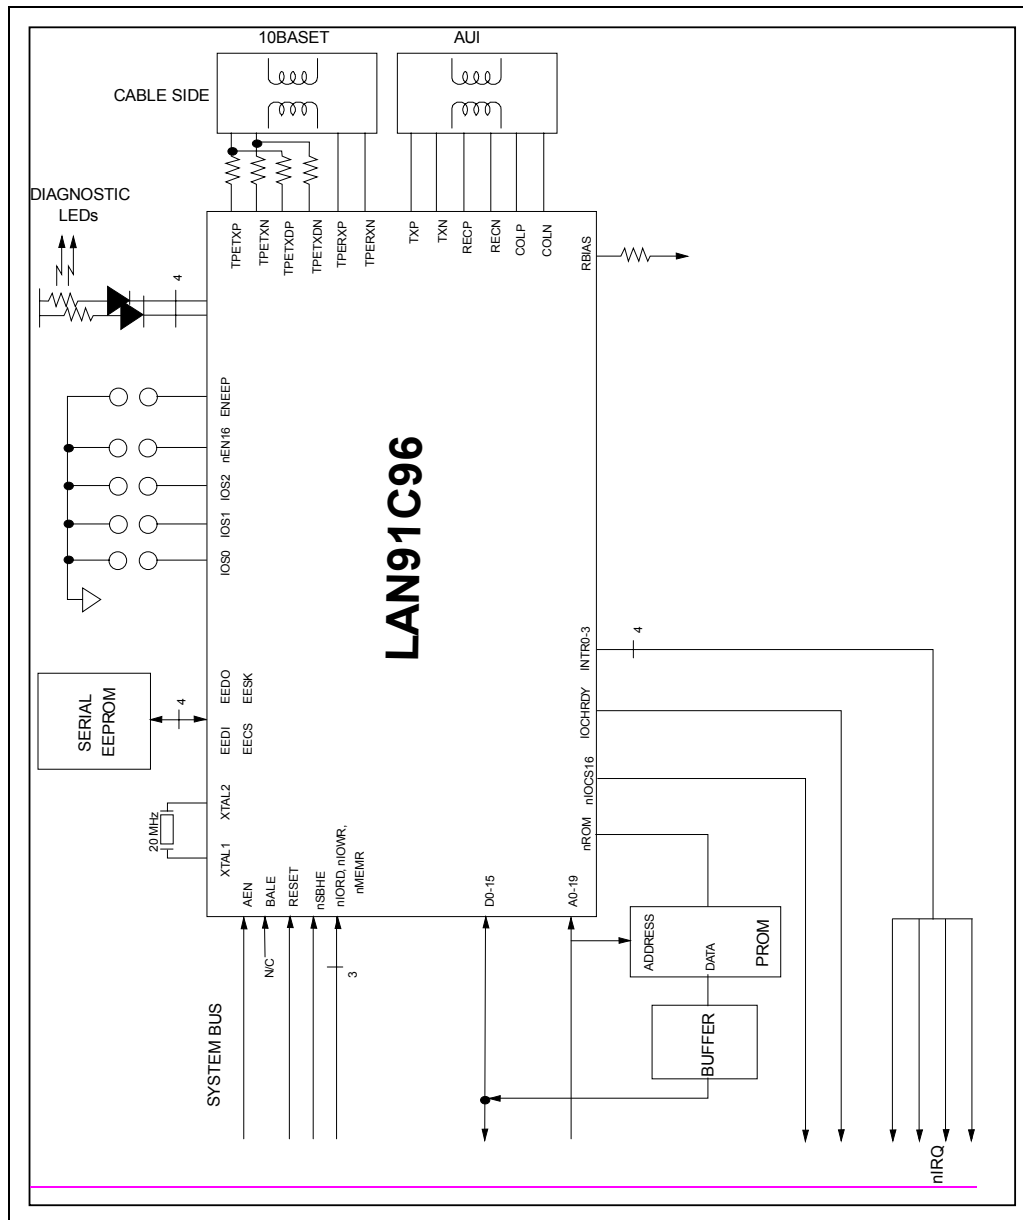 10BASET
AUI
CABLE SIDE
DIAGNOSTIC
LEDs
4
TPETXP
TPETXN
TPETXDP
TPETXDN
TPERXP
TPERXN
TXP
TXN
RECP
RECN
COLP
COLN
RBIAS
ENEEP
nEN16
IOS2
IOS1
IOS0
LAN91C96
SERIAL
EEPROM
4
EEDO
EESK
EEDI
EECS
20 MHz
XTAL2
XTAL1
INTR0-3
4
IOCHRDY
nIOCS16
nROM
AEN
BALE
RESET
nSBHE
nIORD, nIOWR,
nMEMR
D0-15
A0-19
N/C
3
SYSTEM BUS
ADDRESS
DATA
PROM
BUFFER
nIRQ